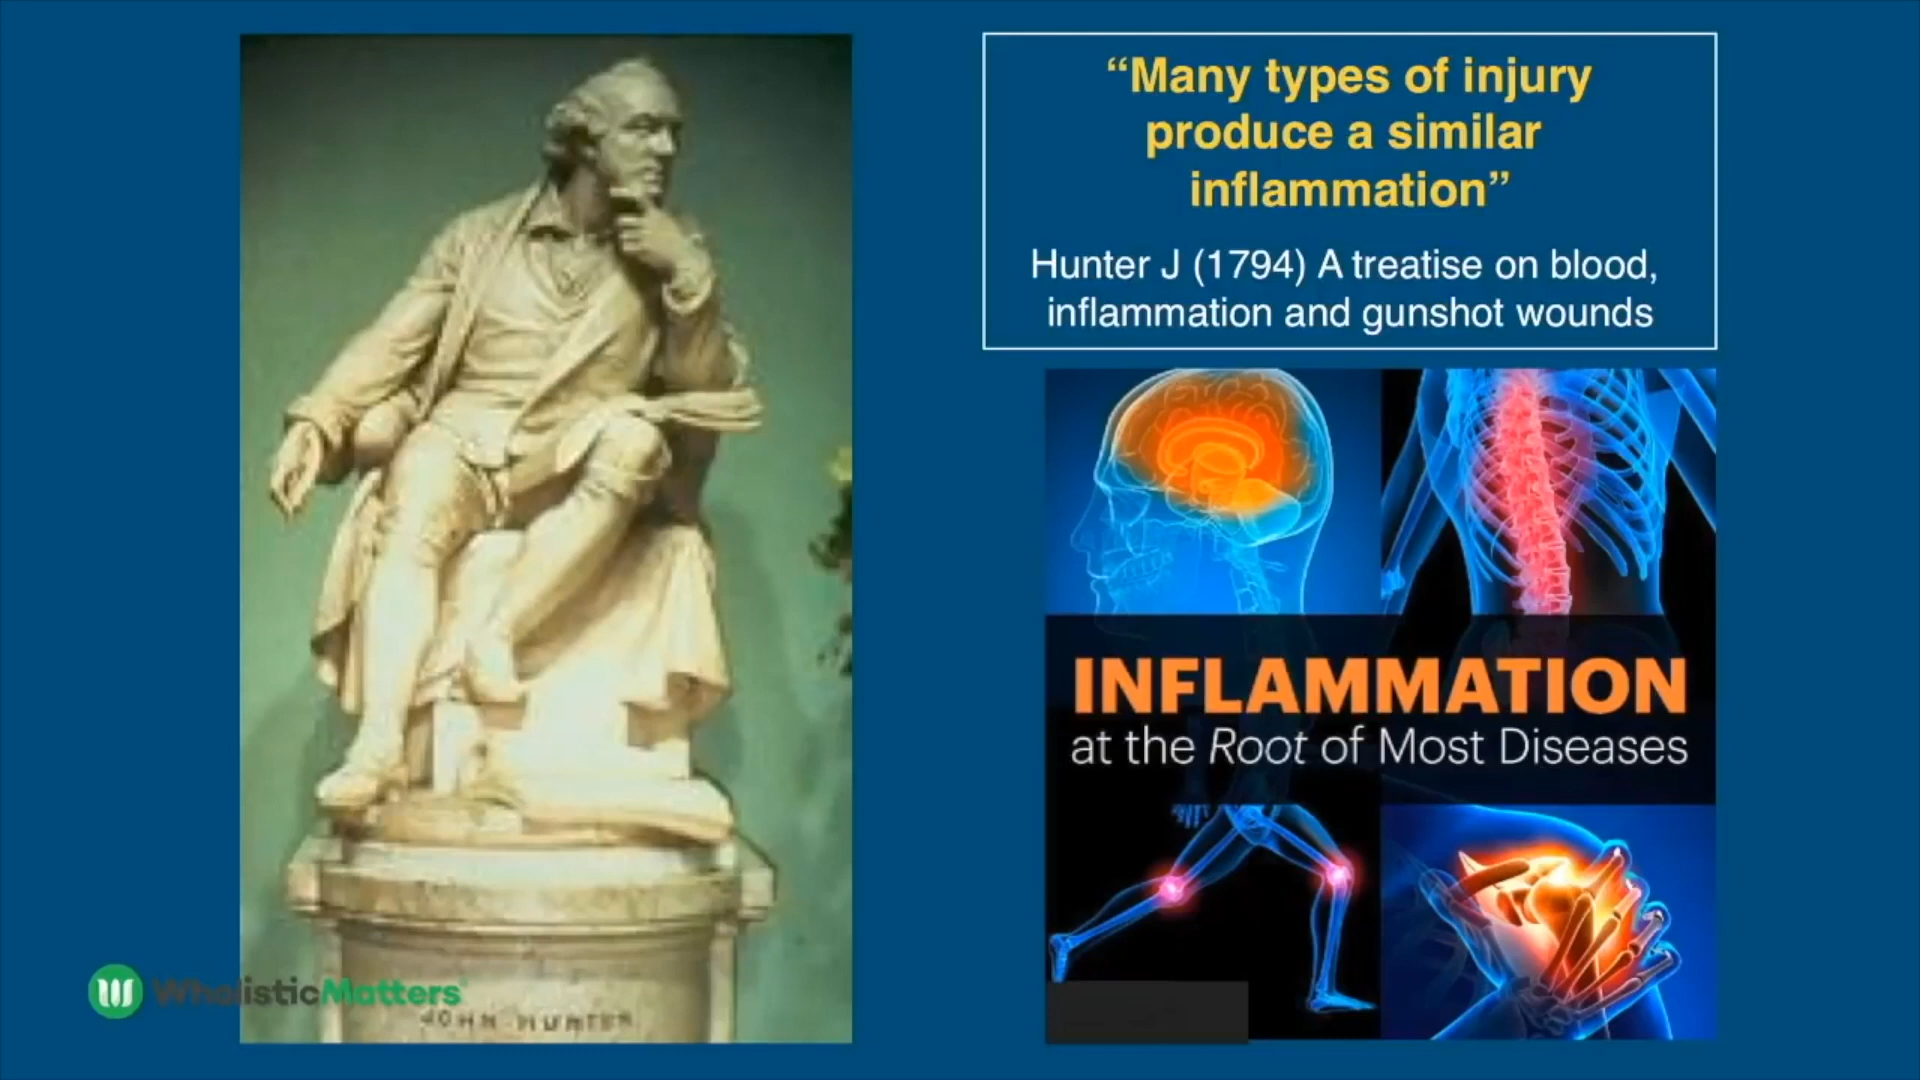 “Many types of injury
produce a similar
inflammation”
Hunter J (1794) A treatise on blood,
inflammation and gunshot wounds
INFLAMMATION
at the Root of Most Diseases
WholisticMatters
JOHN HUNTER